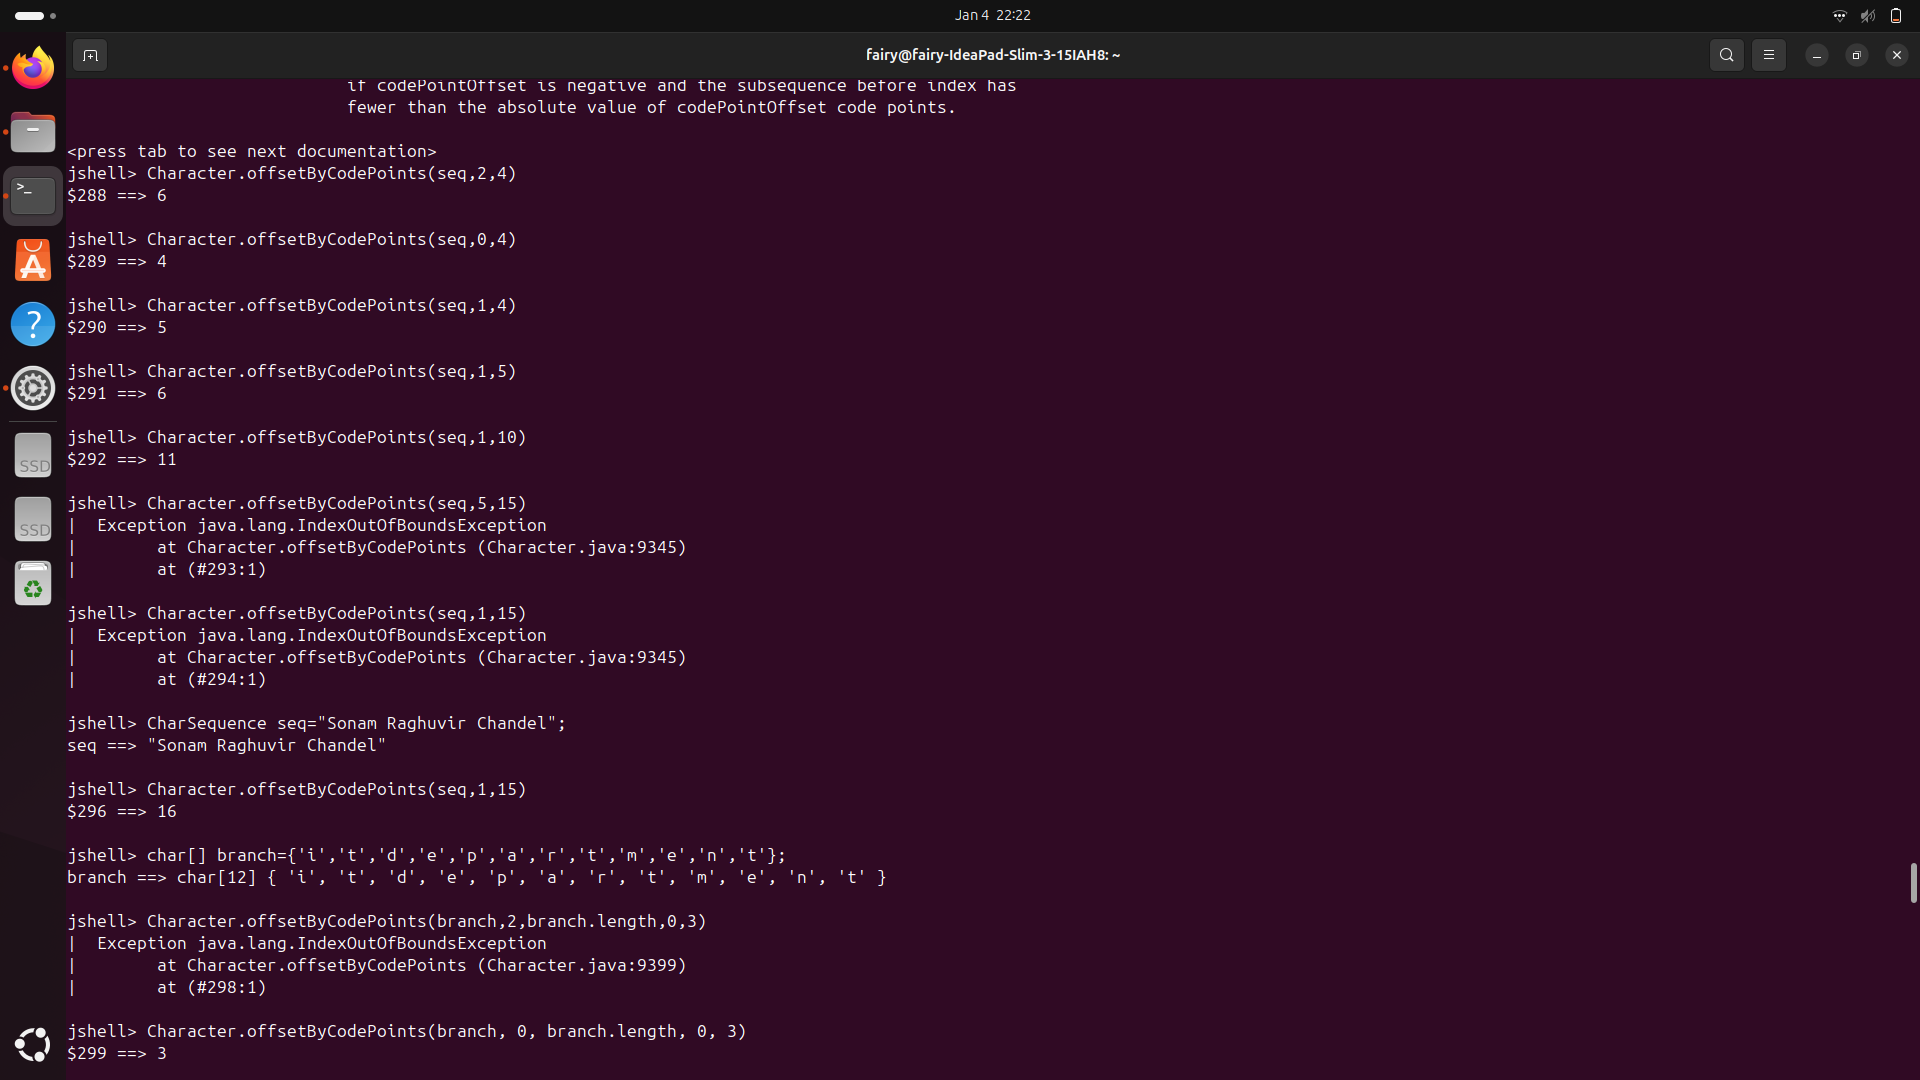 Jan 4 22:22
fairy@fairy-IdeaPad-Slim-3-15IAH8: ~
if codePointOffset is negative and the subsequence before index has
fewer than the absolute value of codePointOffset code points.
<press tab to see next documentation>
jshell> Character.offsetByCodePoints(seq,2,4)
$288 ==> 6
jshell> Character.offsetByCodePoints(seq,0,4)
$289 ==> 4
jshell> Character.offsetByCodePoints(seq,1,4)
$290 ==> 5
jshell> Character.offsetByCodePoints(seq,1,5)
$291 ==> 6
jshell> Character.offsetByCodePoints(seq,1,10)
$292 ==> 11
jshell> Character.offsetByCodePoints(seq,5,15)
|  Exception java.lang.IndexOutOfBoundsException
|        at Character.offsetByCodePoints (Character.java:9345)
|        at (#293:1)
jshell> Character.offsetByCodePoints(seq,1,15)
|  Exception java.lang.IndexOutOfBoundsException
|        at Character.offsetByCodePoints (Character.java:9345)
|        at (#294:1)
jshell> CharSequence seq="Sonam Raghuvir Chandel";
seq ==> "Sonam Raghuvir Chandel"
jshell> Character.offsetByCodePoints(seq,1,15)
$296 ==> 16
jshell> char[] branch={'i','t','d','e','p','a','r','t','m','e','n','t'};
branch ==> char[12] { 'i', 't', 'd', 'e', 'p', 'a', 'r', 't', 'm', 'e', 'n', 't' }
jshell> Character.offsetByCodePoints(branch,2,branch.length,0,3)
|  Exception java.lang.IndexOutOfBoundsException
|        at Character.offsetByCodePoints (Character.java:9399)
|        at (#298:1)
jshell> Character.offsetByCodePoints(branch, 0, branch.length, 0, 3)
$299 ==> 3
>_
?
SSD
SSD